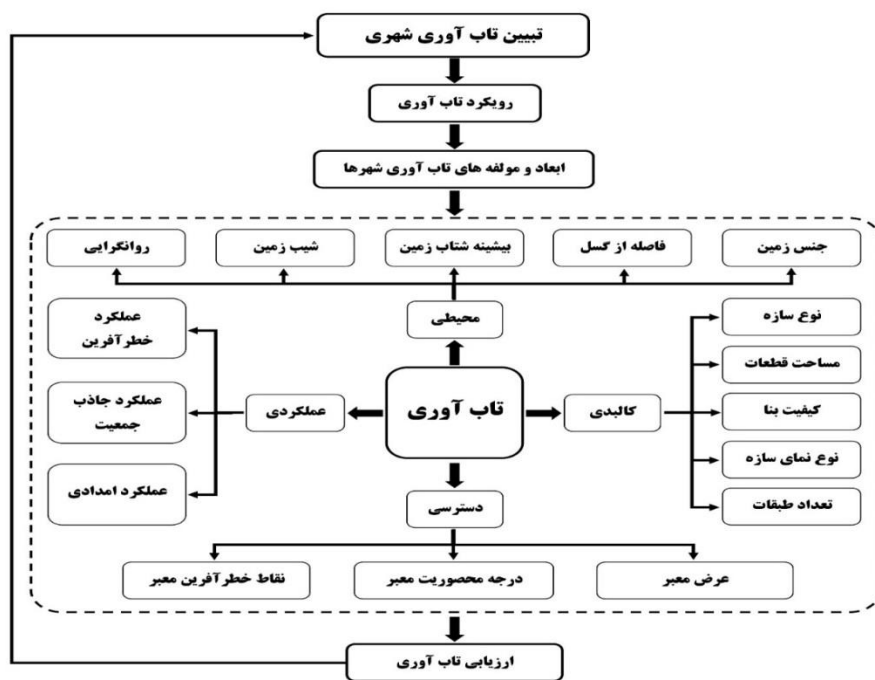 تبیین تاب آوری شهری
رویکرد تاب آوری
ابعاد و مولفه های تاب آوری شهرها
جنس زمین
فاصله از گسل
بیشینه شتاب زمین
شیب زمین
روانگرایی
محیطی
نوع سازه
مساحت قطعات
کیفیت بنا
نوع نمای سازه
تعداد طبقات
کالبدی
تاب آوری
عملکردی
عملکرد
خطرآفرین
عملکرد جاذب
جمعیت
عملکرد امدادی
دسترسی
عرض معبر
درجه محصوریت معبر
نقاط خطرآفرین معبر
ارزیابی تاب آوری